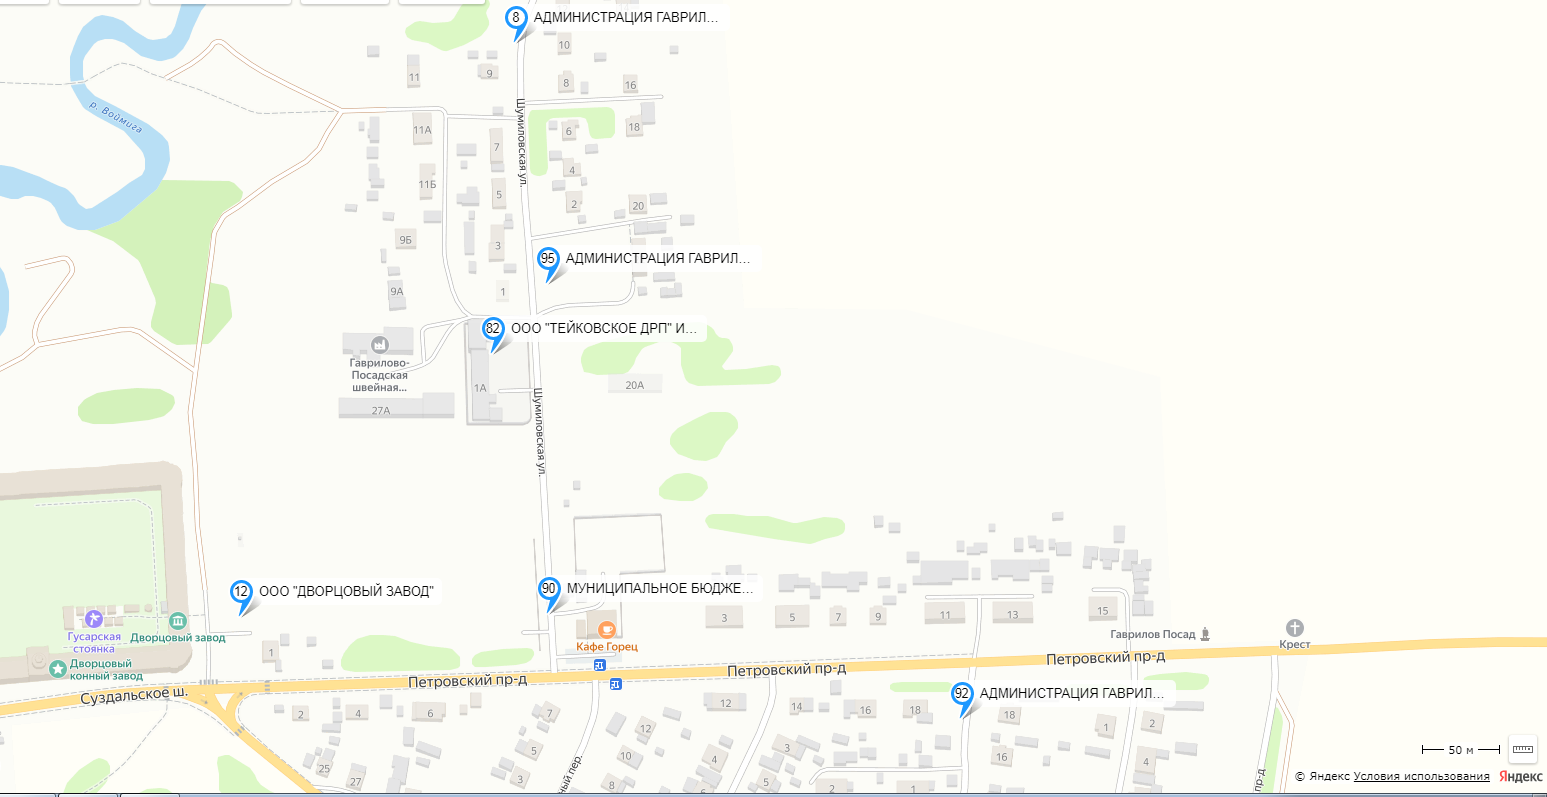 8 АДМИНИСТРАЦИЯ ГАВРИЛ...
10
11
9
8
16
р. Воймига
Шумиловская ул.
11А
6
18
7
4
11Б
5
2
20
9Б
3
95 АДМИНИСТРАЦИЯ ГАВРИЛ...
9А
1
82 ООО "ТЕЙКОВСКОЕ ДРП" И...
Гаврилово-
Посадская
швейная...
1А
20А
27А
Шумиловская ул.
12 ООО "ДВОРЦОВЫЙ ЗАВОД"
90 МУНИЦИПАЛЬНОЕ БЮДЖЕ...
3
5
7
9
11
13
15
Гусарская
стоянка
Дворцовый завод
Гаврилов Посад
Крест
Кафе Горец
1
Дворцовый
конный завод
Петровский пр-д
Петровский пр-д
Петровский пр-д
Суздальское ш.
92 АДМИНИСТРАЦИЯ ГАВРИЛ...
2
4
6
7
12
14
16
18
18
1
2
12
5
10
4
3
16
4
25
27
3
8
5
2
1
ный пер.
пр-д
50 м
© Яндекс Условия использования Яндекс